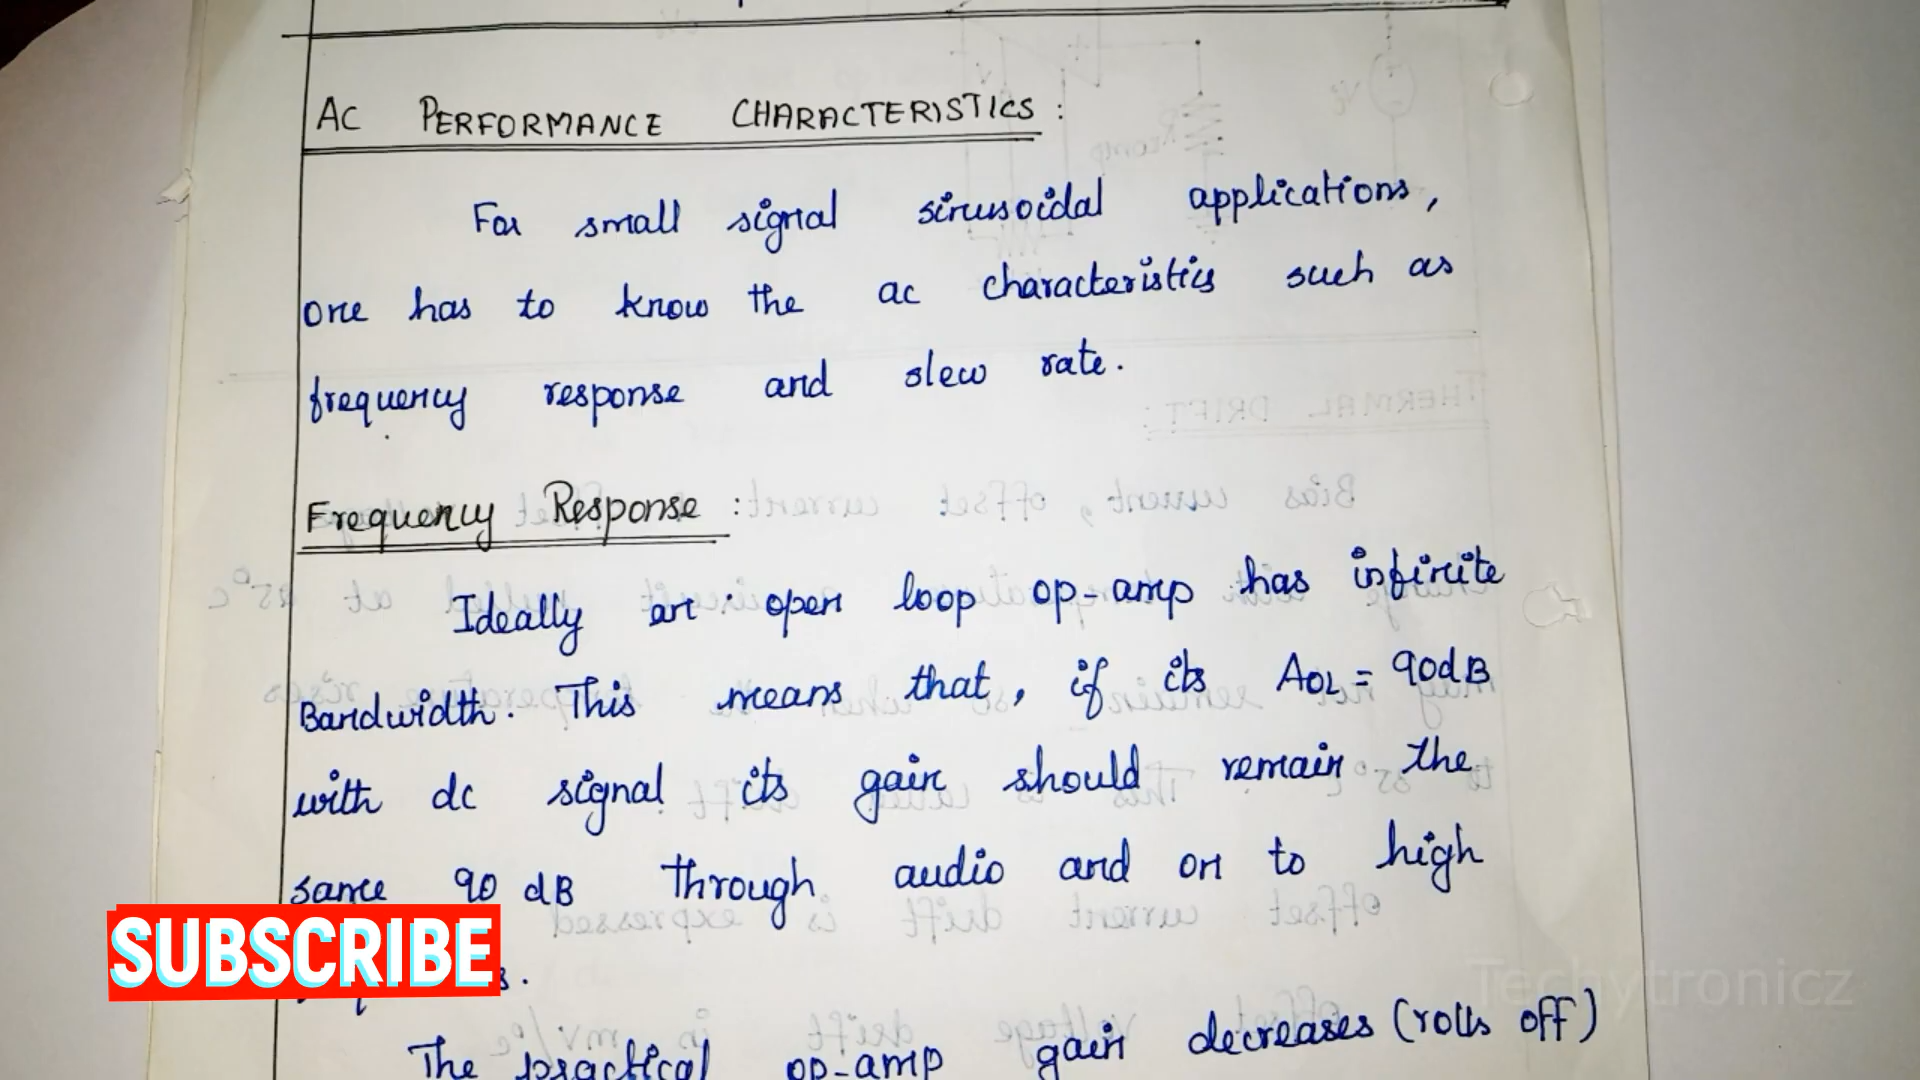 AC PERFORMANCE CHARACTERISTICS :
For small signal sinusoidal applications,
one has to know the ac characteristics such as
frequency response and slew rate.
Frequency Response :
Ideally an open loop op-amp has infinite
Bandwidth. This means that, if its AOL = 90dB
with dc signal its gain should remain the
same 90 dB through audio and on to high
SUBSCRIBE
Techytronicz
The practical op-amp gain decreases (rolls off)